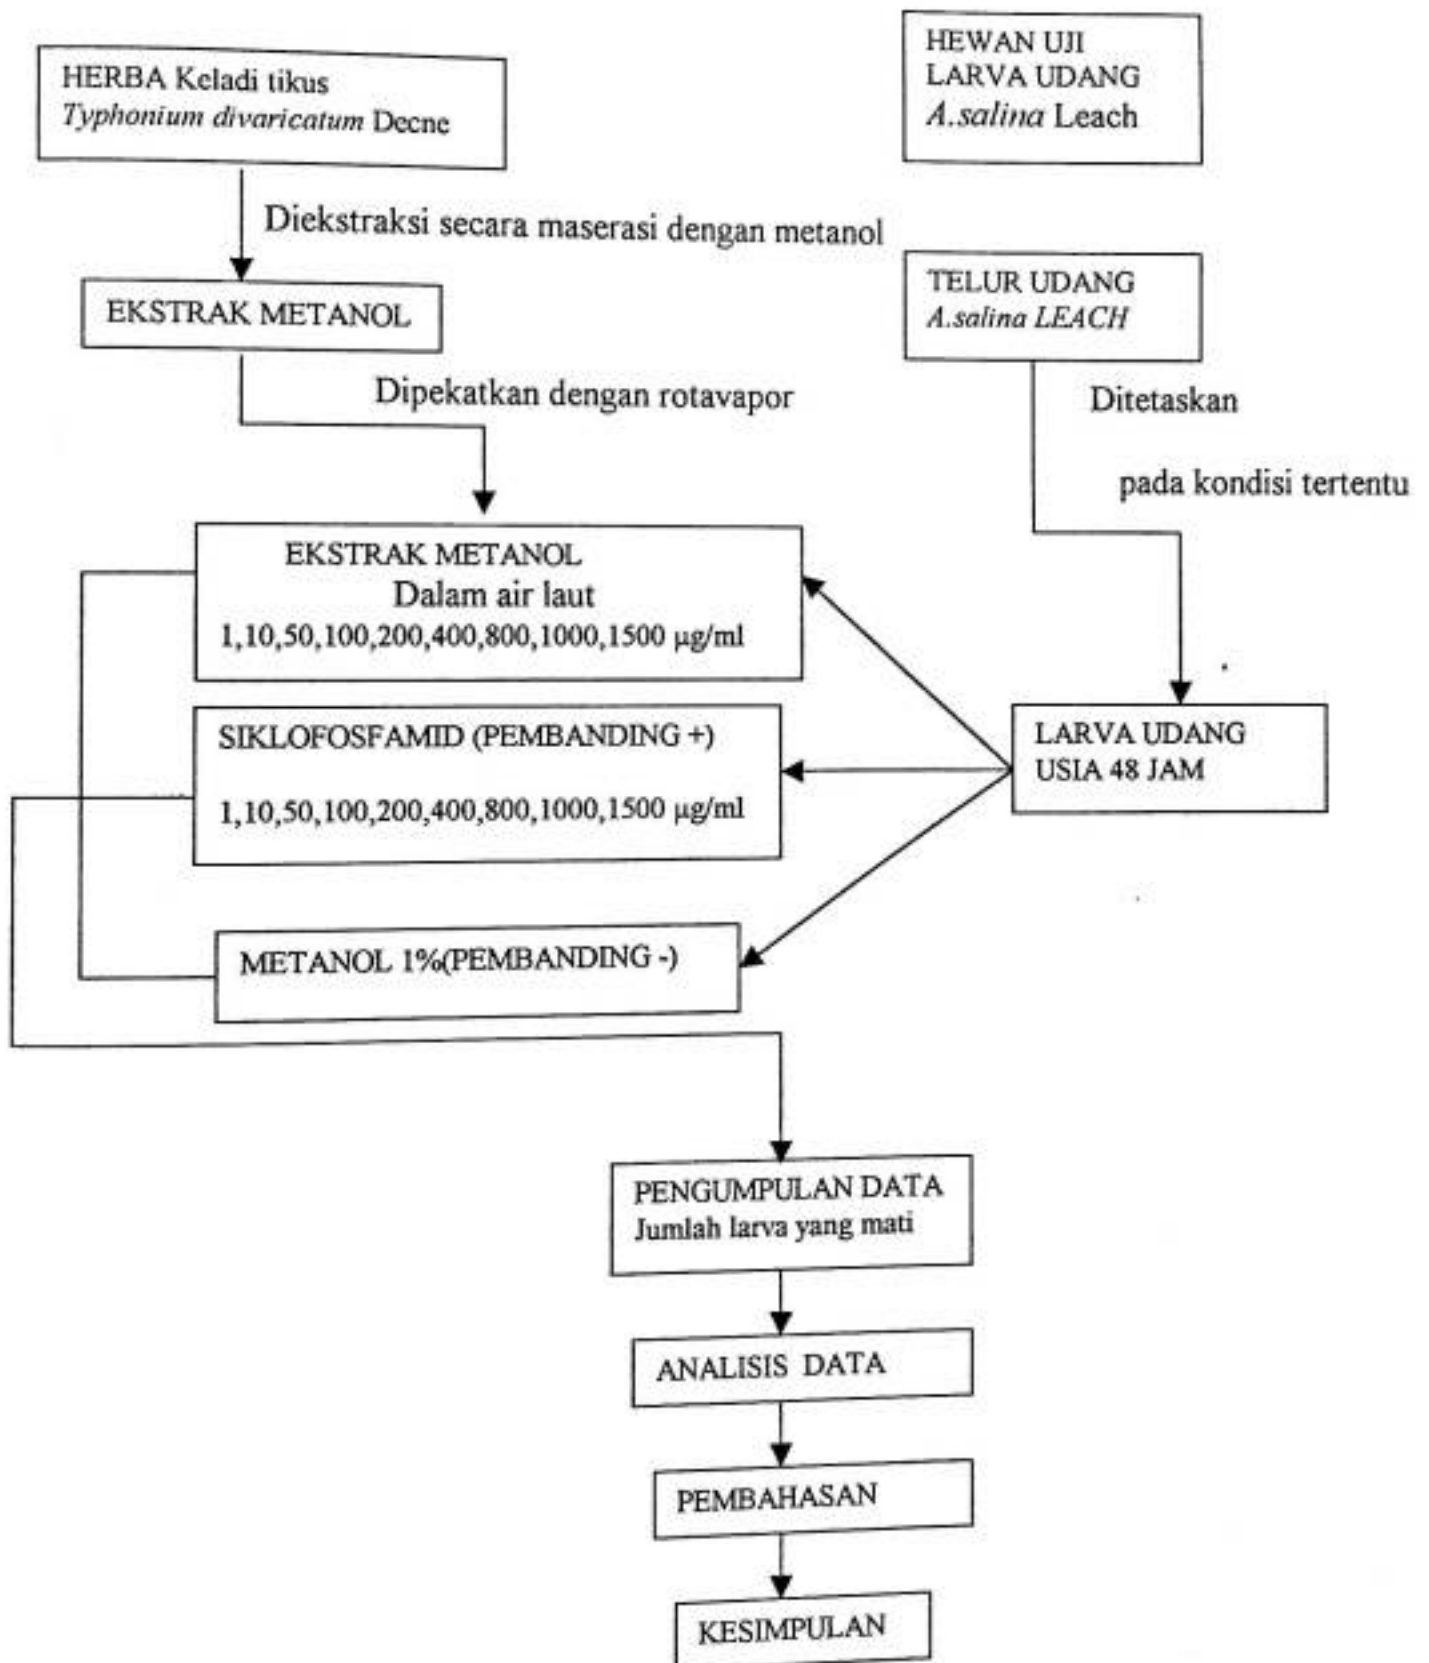 HERBA Keladi tikus
Typhonium divaricatum Decne
HEWAN UJI
LARVA UDANG
A.salina Leach
Diekstraksi secara maserasi dengan metanol
EKSTRAK METANOL
TELUR UDANG
A.salina LEACH
Dipekatkan dengan rotavapor
Ditetaskan
pada kondisi tertentu
EKSTRAK METANOL
Dalam air laut
1,10,50,100,200,400,800,1000,1500 µg/ml
SIKLOFOSFAMID (PEMBANDING +)
1,10,50,100,200,400,800,1000,1500 µg/ml
LARVA UDANG
USIA 48 JAM
METANOL 1%(PEMBANDING -)
PENGUMPULAN DATA
Jumlah larva yang mati
ANALISIS DATA
PEMBAHASAN
KESIMPULAN